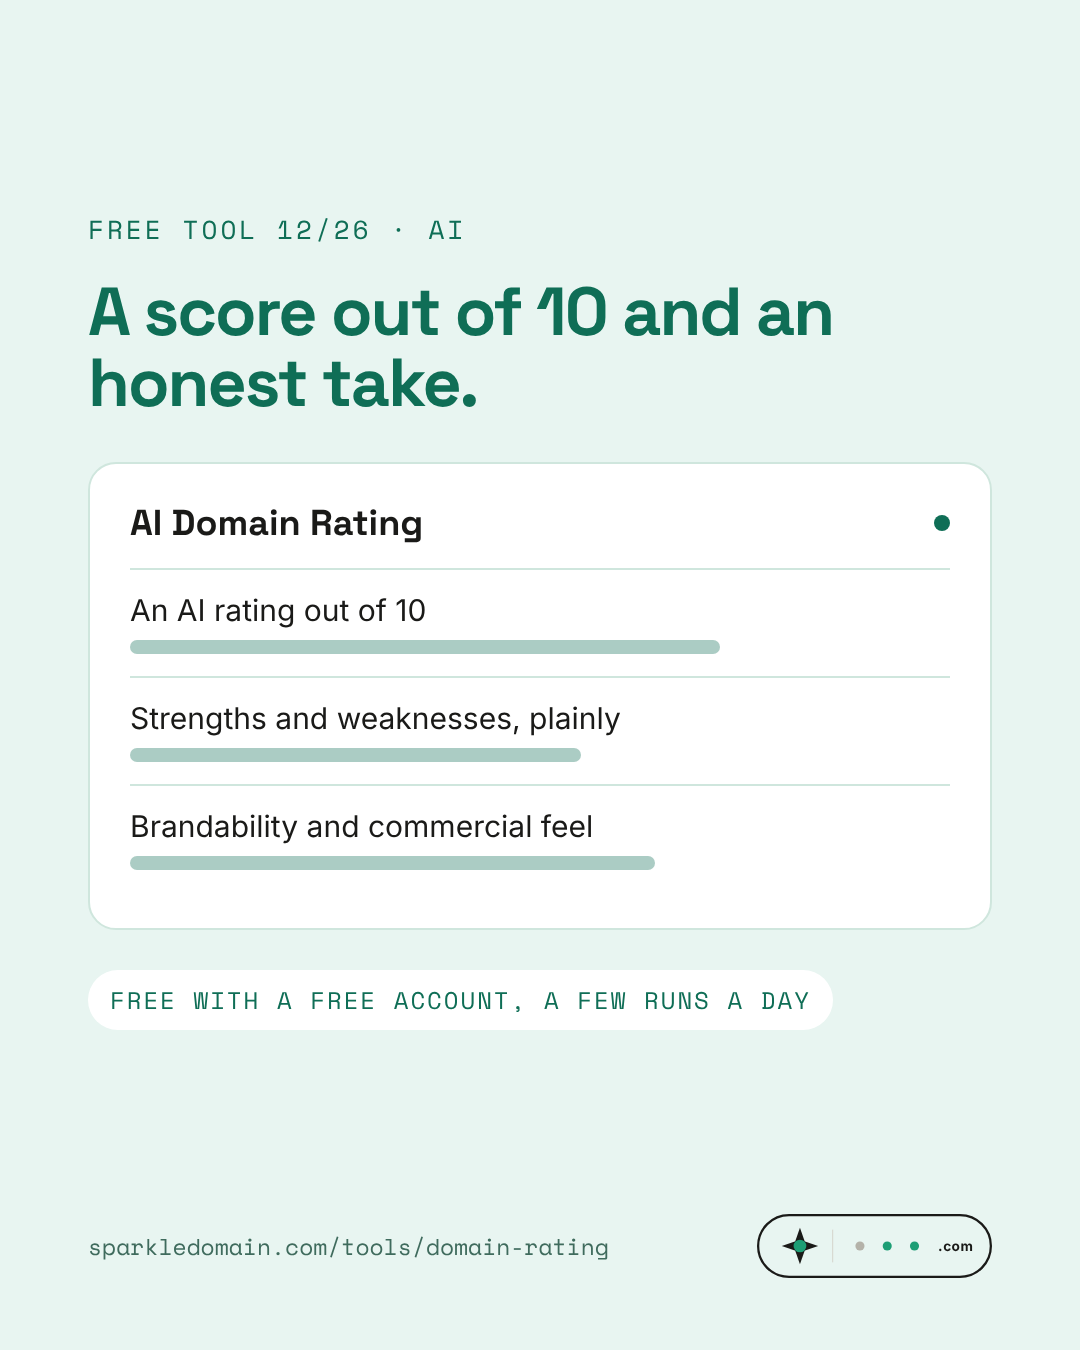 FREE TOOL 12/26 · AI
A score out of 10 and an
honest take.
AI Domain Rating
An AI rating out of 10
Strengths and weaknesses, plainly
Brandability and commercial feel
FREE WITH A FREE ACCOUNT, A FEW RUNS A DAY
sparkledomain.com/tools/domain-rating
.com